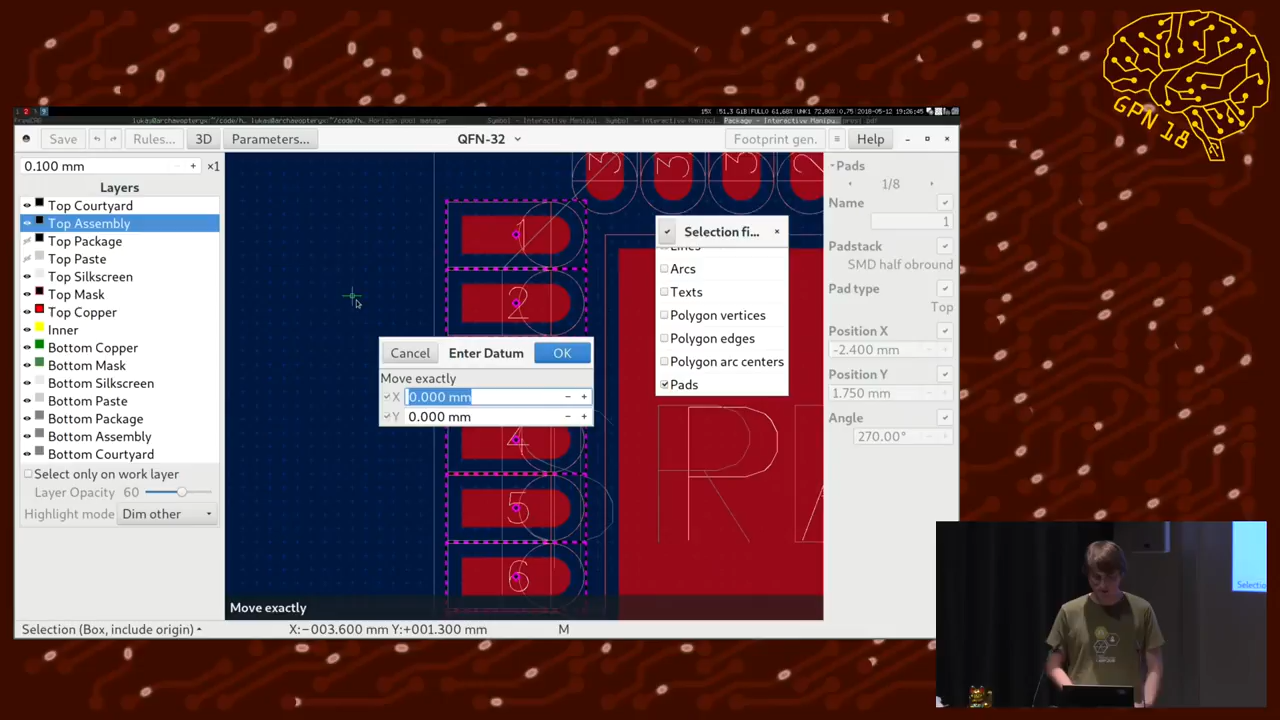 GPN 18
Save
Rules...
3D
Parameters...
QFN-32
Footprint gen.
Help
0.100 mm
×1
Layers
Top Courtyard
Top Assembly
Top Package
Top Paste
Top Silkscreen
Top Mask
Top Copper
Inner
Bottom Copper
Bottom Mask
Bottom Silkscreen
Bottom Paste
Bottom Package
Bottom Assembly
Bottom Courtyard
Select only on work layer
Layer Opacity 60
Highlight mode Dim other
1
2
4
5
6
3
3
3
Cancel
Enter Datum
OK
Move exactly
X 0.000 mm
Y 0.000 mm
Selection fi...
Lines
Arcs
Texts
Polygon vertices
Polygon edges
Polygon arc centers
Pads
Pads
1/8
Name
1
Padstack
SMD half obround
Pad type
Top
Position X
-2.400 mm
Position Y
1.750 mm
Angle
270.00°
Move exactly
Selection (Box, include origin)
X:−003.600 mm Y:+001.300 mm
M